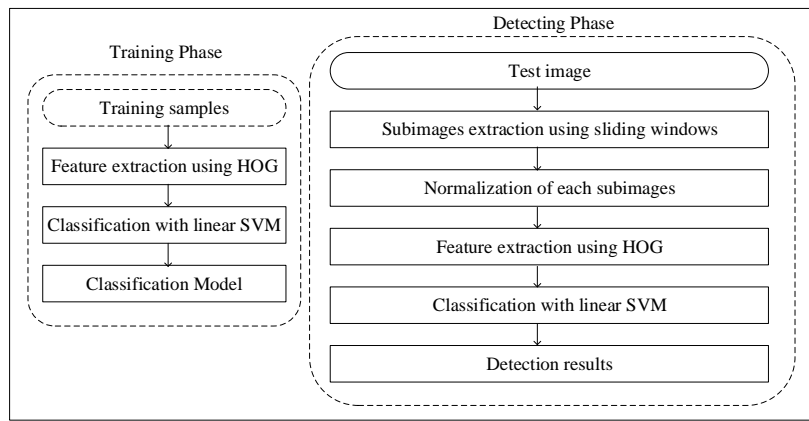 Training Phase
Training samples
Feature extraction using HOG
Classification with linear SVM
Classification Model
Detecting Phase
Test image
Subimages extraction using sliding windows
Normalization of each subimages
Feature extraction using HOG
Classification with linear SVM
Detection results